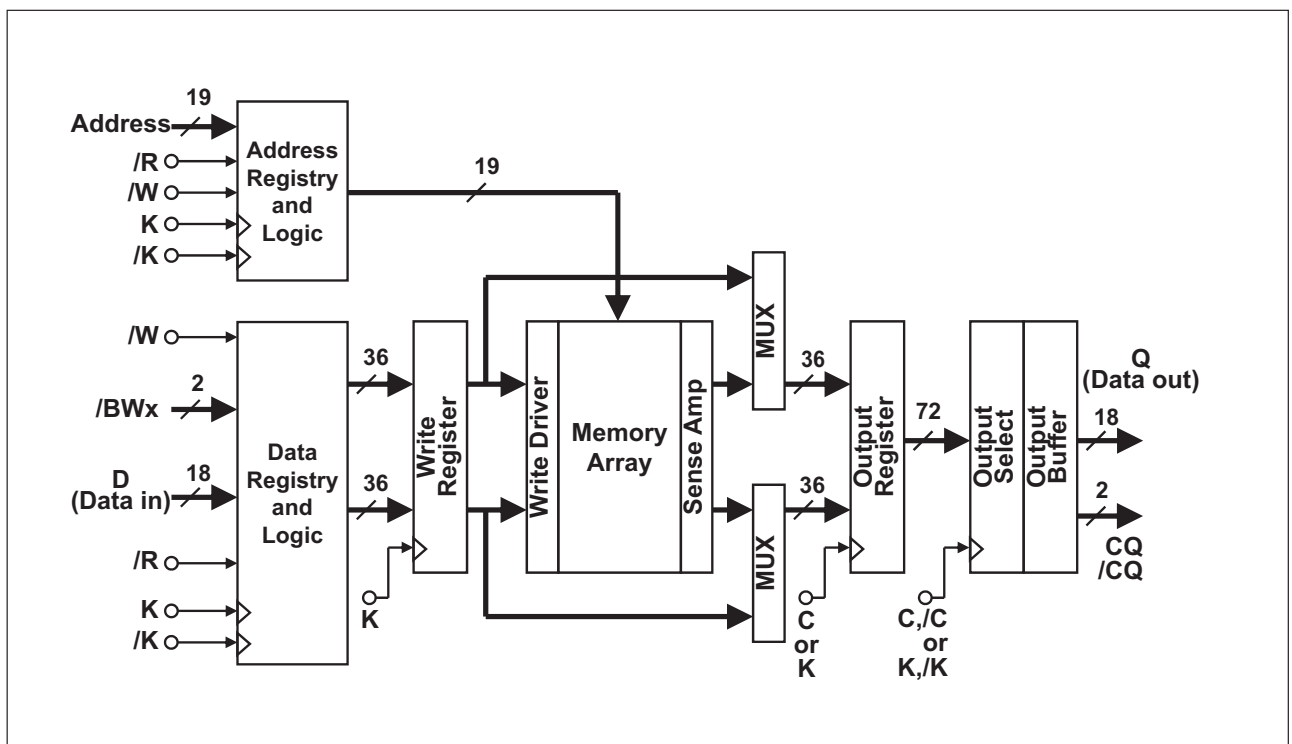 19
Address
/R
/W
K
/K
Address
Registry
and
Logic
19
/W
2
/BWx
D
(Data in)
18
/R
K
/K
Data
Registry
and
Logic
36
36
K
Write
Register
Write Driver
Memory
Array
Sense Amp
MUX
MUX
36
36
C
or
K
Output
Register
72
C,/C
or
K,/K
Output
Select
Output
Buffer
Q
(Data out)
18
2
CQ
/CQ